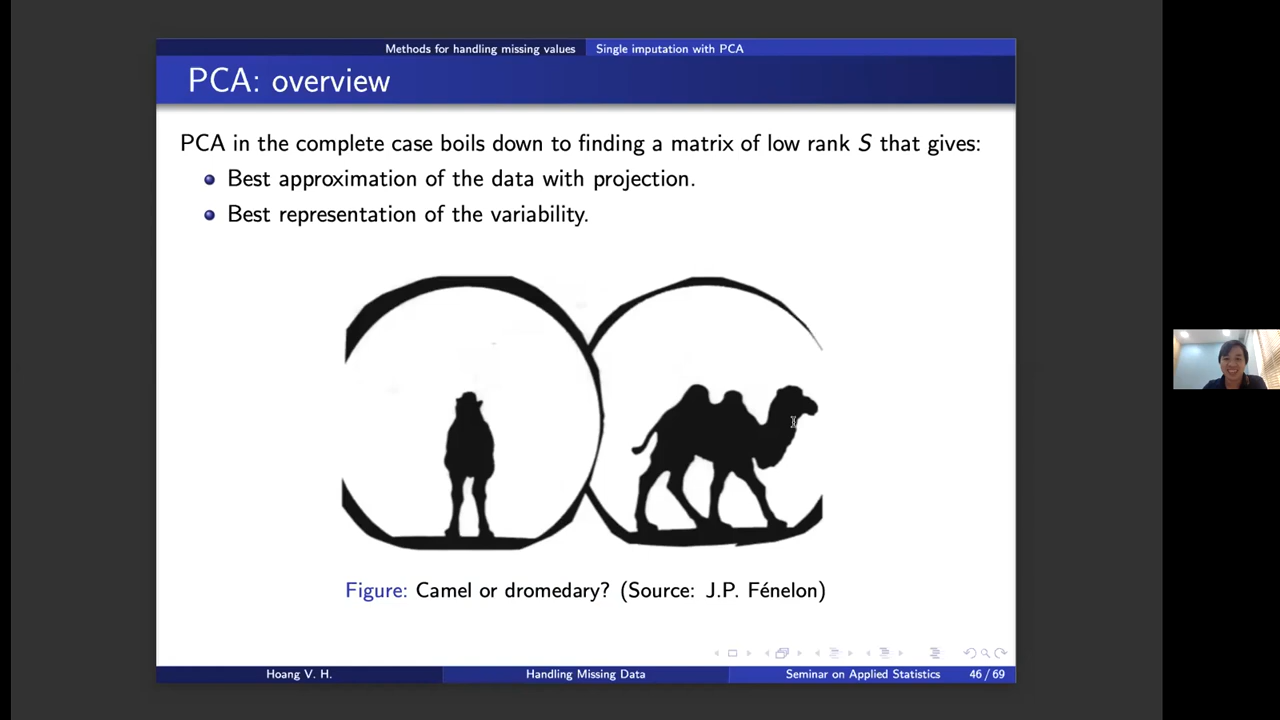 Methods for handling missing values Single imputation with PCA
PCA: overview
PCA in the complete case boils down to finding a matrix of low rank S that gives:
Best approximation of the data with projection.
Best representation of the variability.
Figure: Camel or dromedary? (Source: J.P. Fénelon)
Hoang V. H. Handling Missing Data Seminar on Applied Statistics 46 / 69